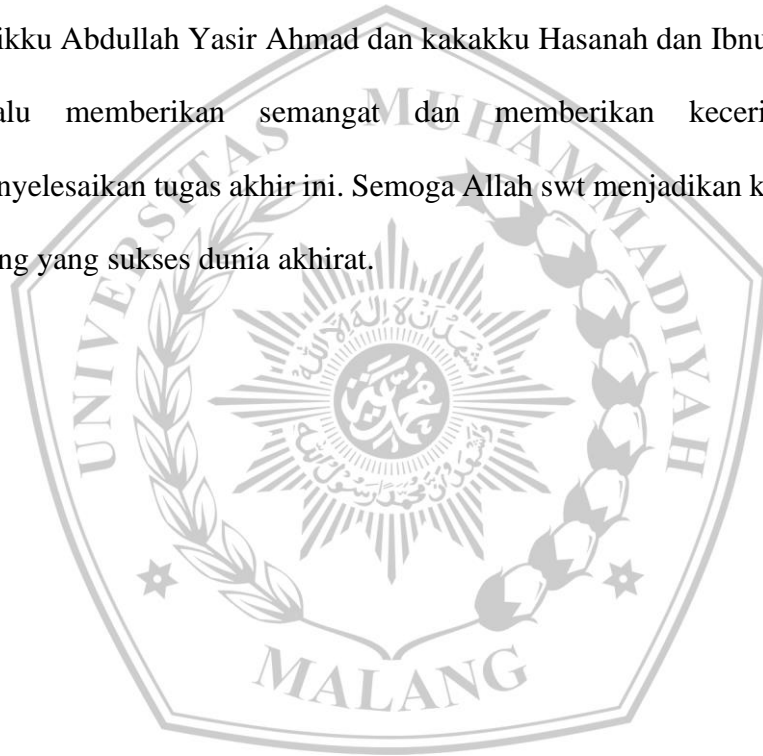 ikku Abdullah Yasir Ahmad dan kakakku Hasanah dan Ibnu
alu memberikan semangat dan memberikan keceri
nyelesaikan tugas akhir ini. Semoga Allah swt menjadikan k
ng yang sukses dunia akhirat.
UNIVERSITAS MUHAMMADIYAH
MALANG